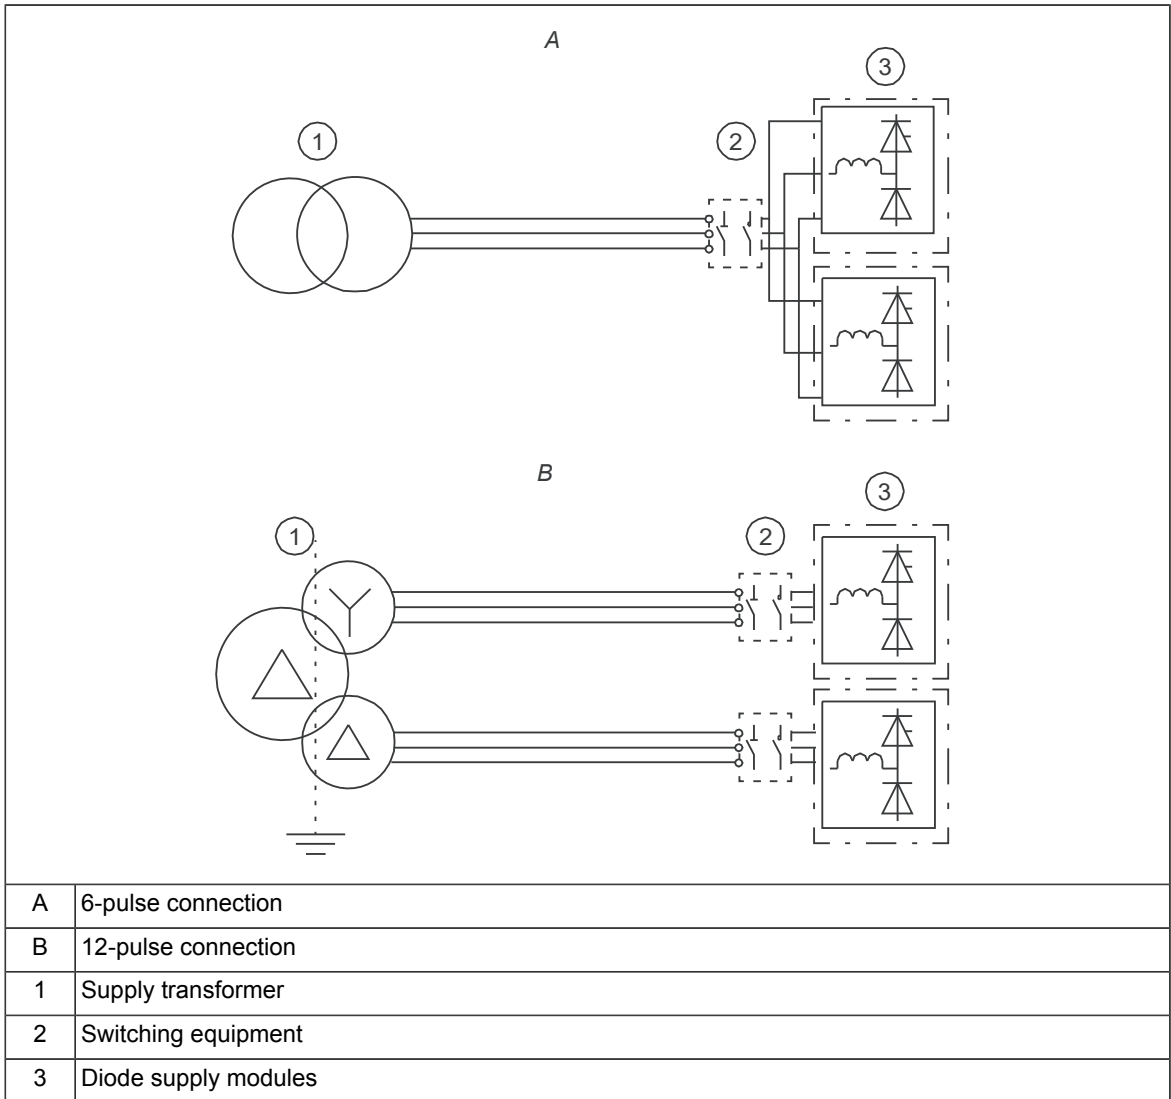 A
3
1
2
B
3
1
2
A 6-pulse connection
B 12-pulse connection
1 Supply transformer
2 Switching equipment
3 Diode supply modules